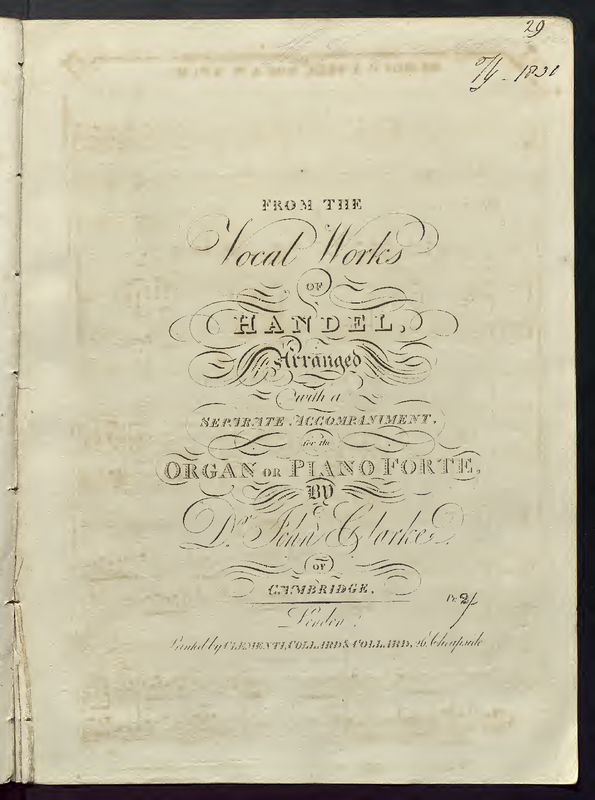 29
1831
FROM THE
Vocal Works
OF
HANDEL,
Arranged
with a
SEPARATE ACCOMPANIMENT,
for the
ORGAN OR PIANO FORTE,
BY
Dr. John Clarke
OF
CAMBRIDGE.
Pr. 2/
London
Printed by CLEMENTI, COLLARD & COLLARD, 26, Cheapside